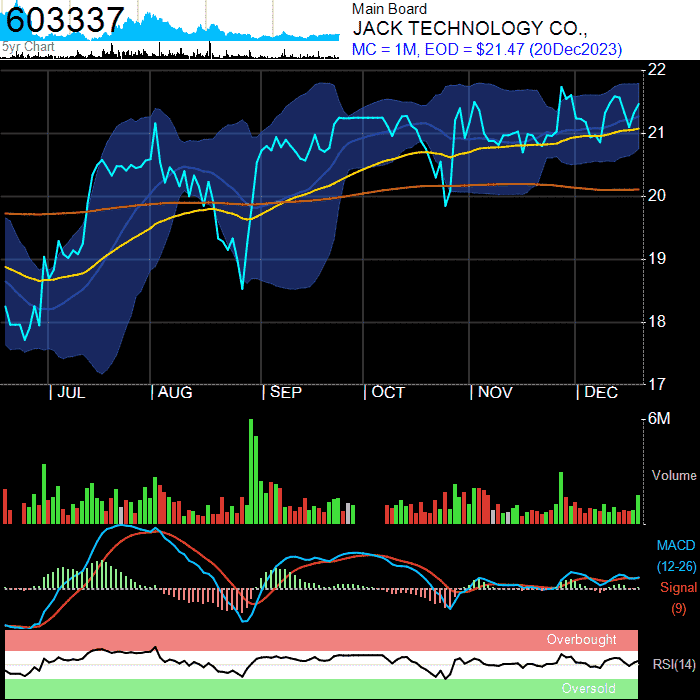 603337
5yr Chart
Main Board
JACK TECHNOLOGY CO.,
MC = 1M, EOD = $21.47 (20Dec2023)
22
21
20
19
18
17
| JUL | AUG | SEP | OCT | NOV | DEC
6M
Volume
MACD
(12-26)
Signal
(9)
Overbought
RSI(14)
Oversold